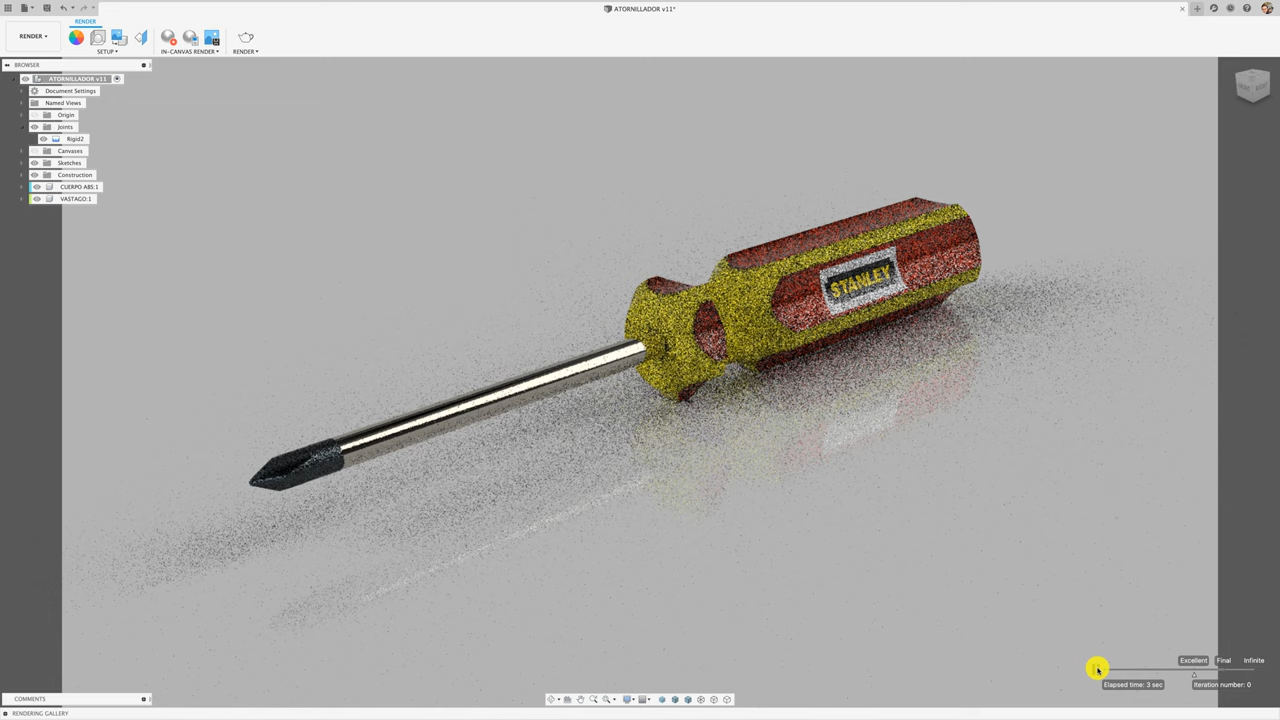 ATORNILLADOR v11*
RENDER
RENDER
SETUP
IN-CANVAS RENDER
RENDER
BROWSER
ATORNILLADOR v11
Document Settings
Named Views
Origin
Joints
Rigid2
Canvases
Sketches
Construction
CUERPO ABS:1
VASTAGO:1
STANLEY
Excellent Final Infinite
Elapsed time: 3 sec Iteration number: 0
COMMENTS
RENDERING GALLERY